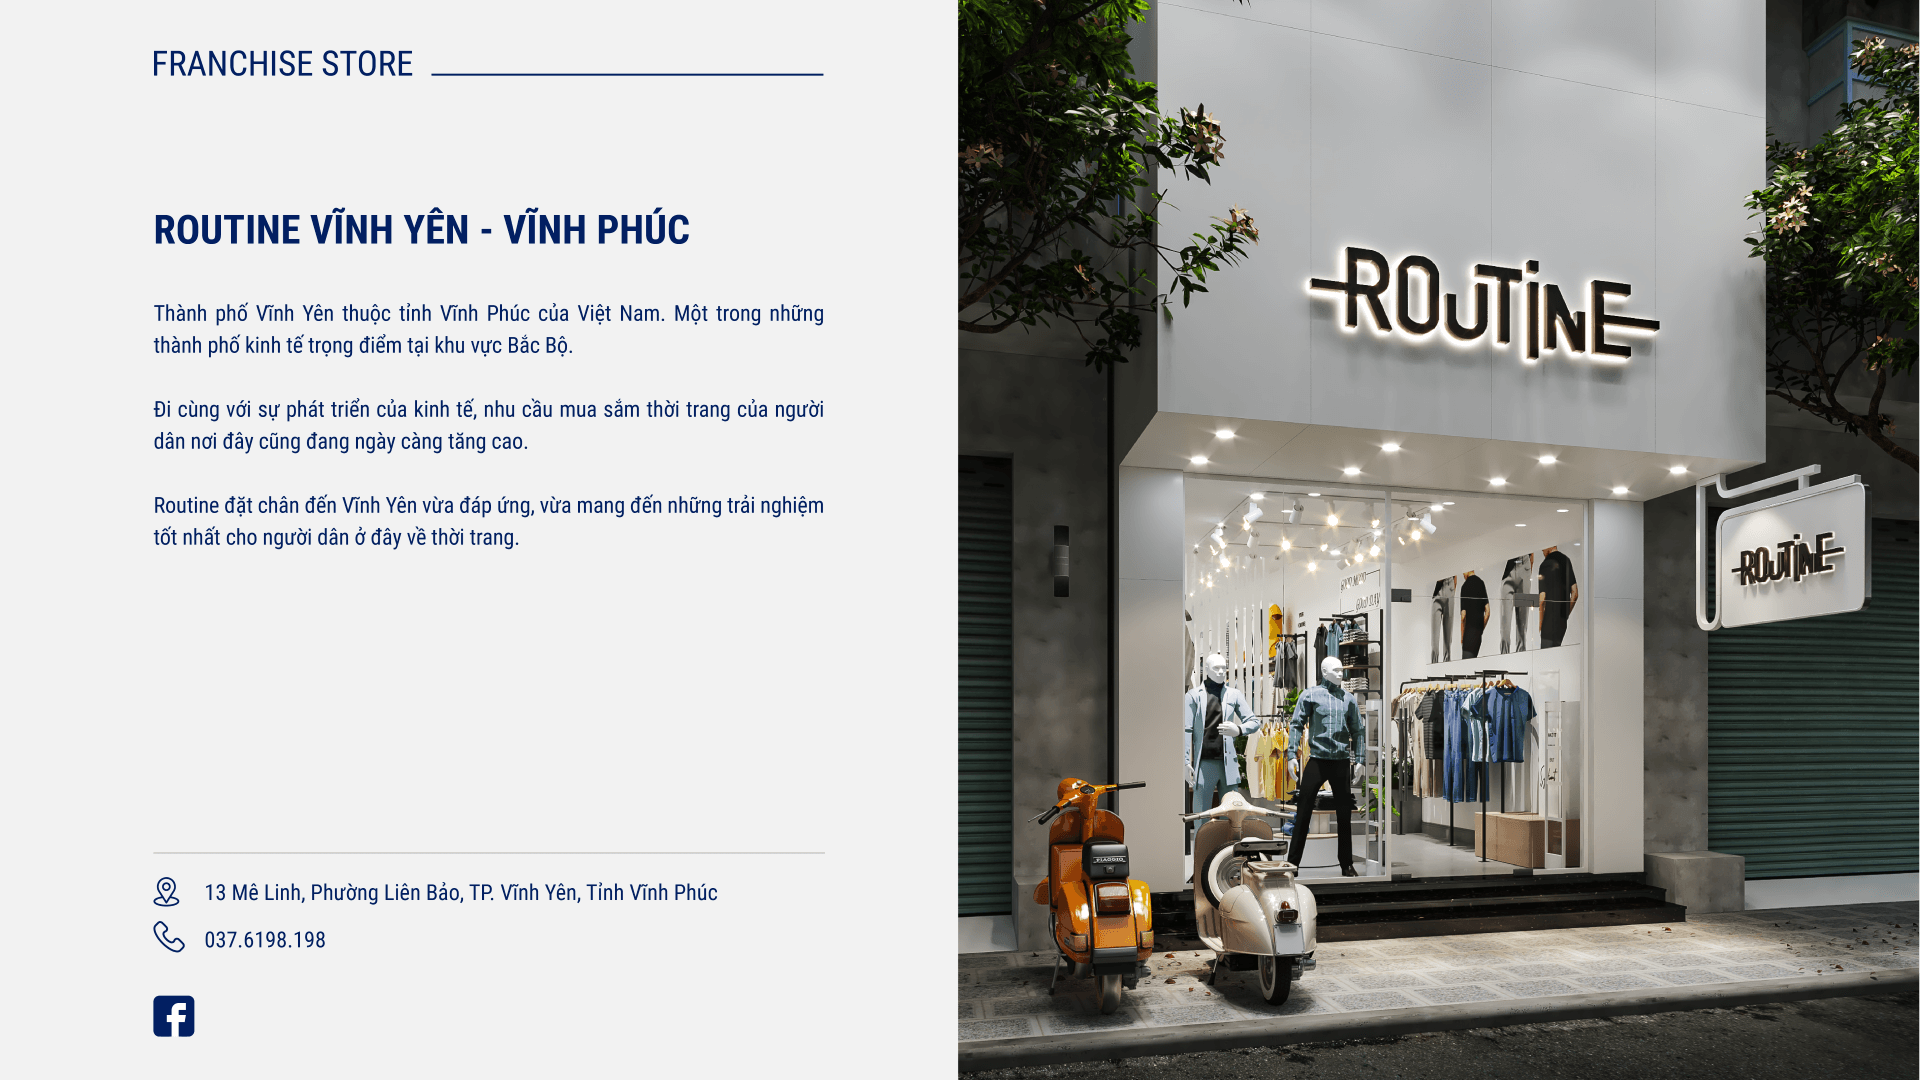 FRANCHISE STORE
ROUTINE VĨNH YÊN - VĨNH PHÚC
Thành phố Vĩnh Yên thuộc tỉnh Vĩnh Phúc của Việt Nam. Một trong những
thành phố kinh tế trọng điểm tại khu vực Bắc Bộ.
Đi cùng với sự phát triển của kinh tế, nhu cầu mua sắm thời trang của người
dân nơi đây cũng đang ngày càng tăng cao.
Routine đặt chân đến Vĩnh Yên vừa đáp ứng, vừa mang đến những trải nghiệm
tốt nhất cho người dân ở đây về thời trang.
13 Mê Linh, Phường Liên Bảo, TP. Vĩnh Yên, Tỉnh Vĩnh Phúc
037.6198.198
ROUTINE
ROUTINE
GOOD MOOD
GOOD DAY
PIAGGIO